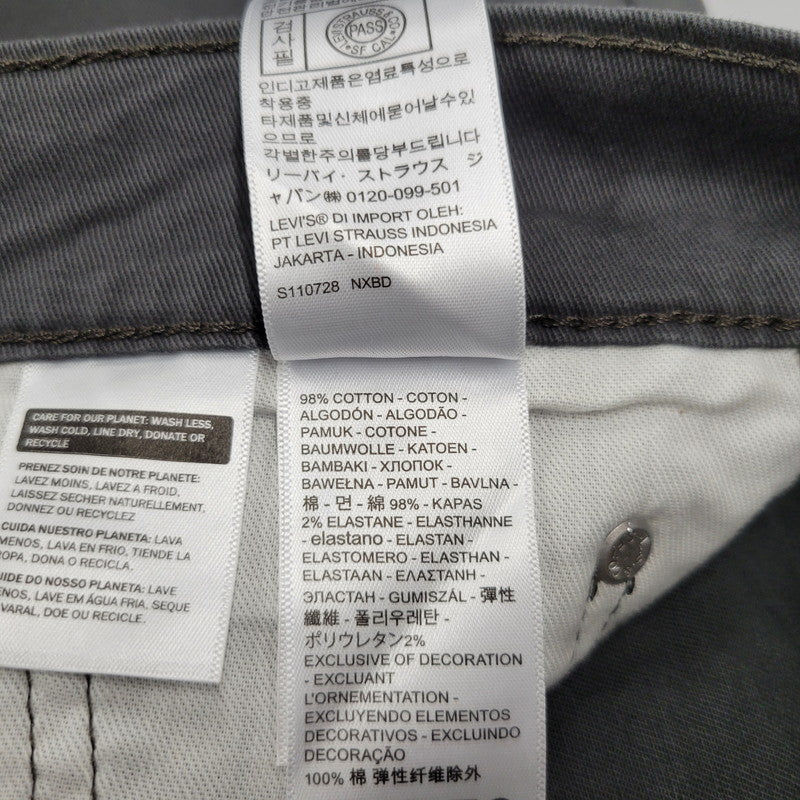 검사필
LEVI STRAUSS & CO
PASS
SF CAL
인디고제품은염료특성으로
착용중
타제품및신체에묻어날수있
으므로
각별한주의를당부드립니다
リーバイ・ストラウス ジ
ャパン㈱ 0120-099-501
LEVI'S® DI IMPORT OLEH:
PT LEVI STRAUSS INDONESIA
JAKARTA - INDONESIA
S110728 NXBD
CARE FOR OUR PLANET: WASH LESS,
WASH COLD, LINE DRY, DONATE OR
RECYCLE
PRENEZ SOIN DE NOTRE PLANETE:
LAVEZ MOINS, LAVEZ A FROID,
LAISSEZ SECHER NATURELLEMENT,
DONNEZ OU RECYCLEZ
CUIDA NUESTRO PLANETA: LAVA
MENOS, LAVA EN FRIO, TIENDE LA
ROPA, DONA O RECICLA.
UIDE DO NOSSO PLANETA: LAVE
ENOS, LAVE EM ÁGUA FRIA. SEQUE
VARAL, DOE OU RECICLE.
98% COTTON - COTON -
ALGODÓN - ALGODÃO -
PAMUK - COTONE -
BAUMWOLLE - KATOEN -
BAMBAKI - ХЛОПОК -
BAWEŁNA - PAMUT - BAVLNA -
棉 - 면 - 綿 98% - KAPAS
2% ELASTANE - ELASTHANNE
- elastano - ELASTAN -
ELASTOMERO - ELASTHAN -
ELASTAAN - ΕΛΑΣΤΑΝΗ -
ЭЛАСТАН - GUMISZÁL - 彈性
纖維 - 폴리우레탄 -
ポリウレタン2%
EXCLUSIVE OF DECORATION
- EXCLUANT
L'ORNEMENTATION -
EXCLUYENDO ELEMENTOS
DECORATIVOS - EXCLUINDO
DECORAÇÃO
100% 棉 弹性纤维除外